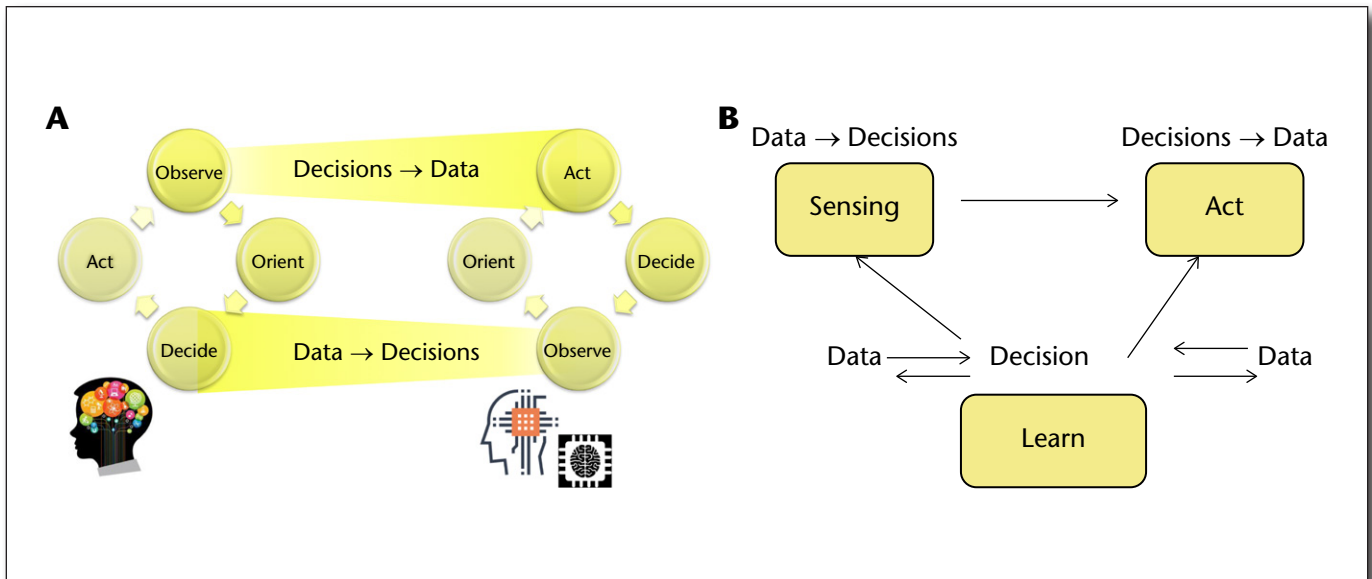 A
Observe
Decisions → Data
Act
Act
Orient
Orient
Decide
Decide
Data → Decisions
Observe
B
Data → Decisions
Decisions → Data
Sensing
Act
Data
Decision
Data
Learn